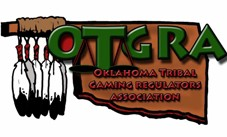 OTGRA
OKLAHOMA TRIBAL
GAMING REGULATORS
ASSOCIATION